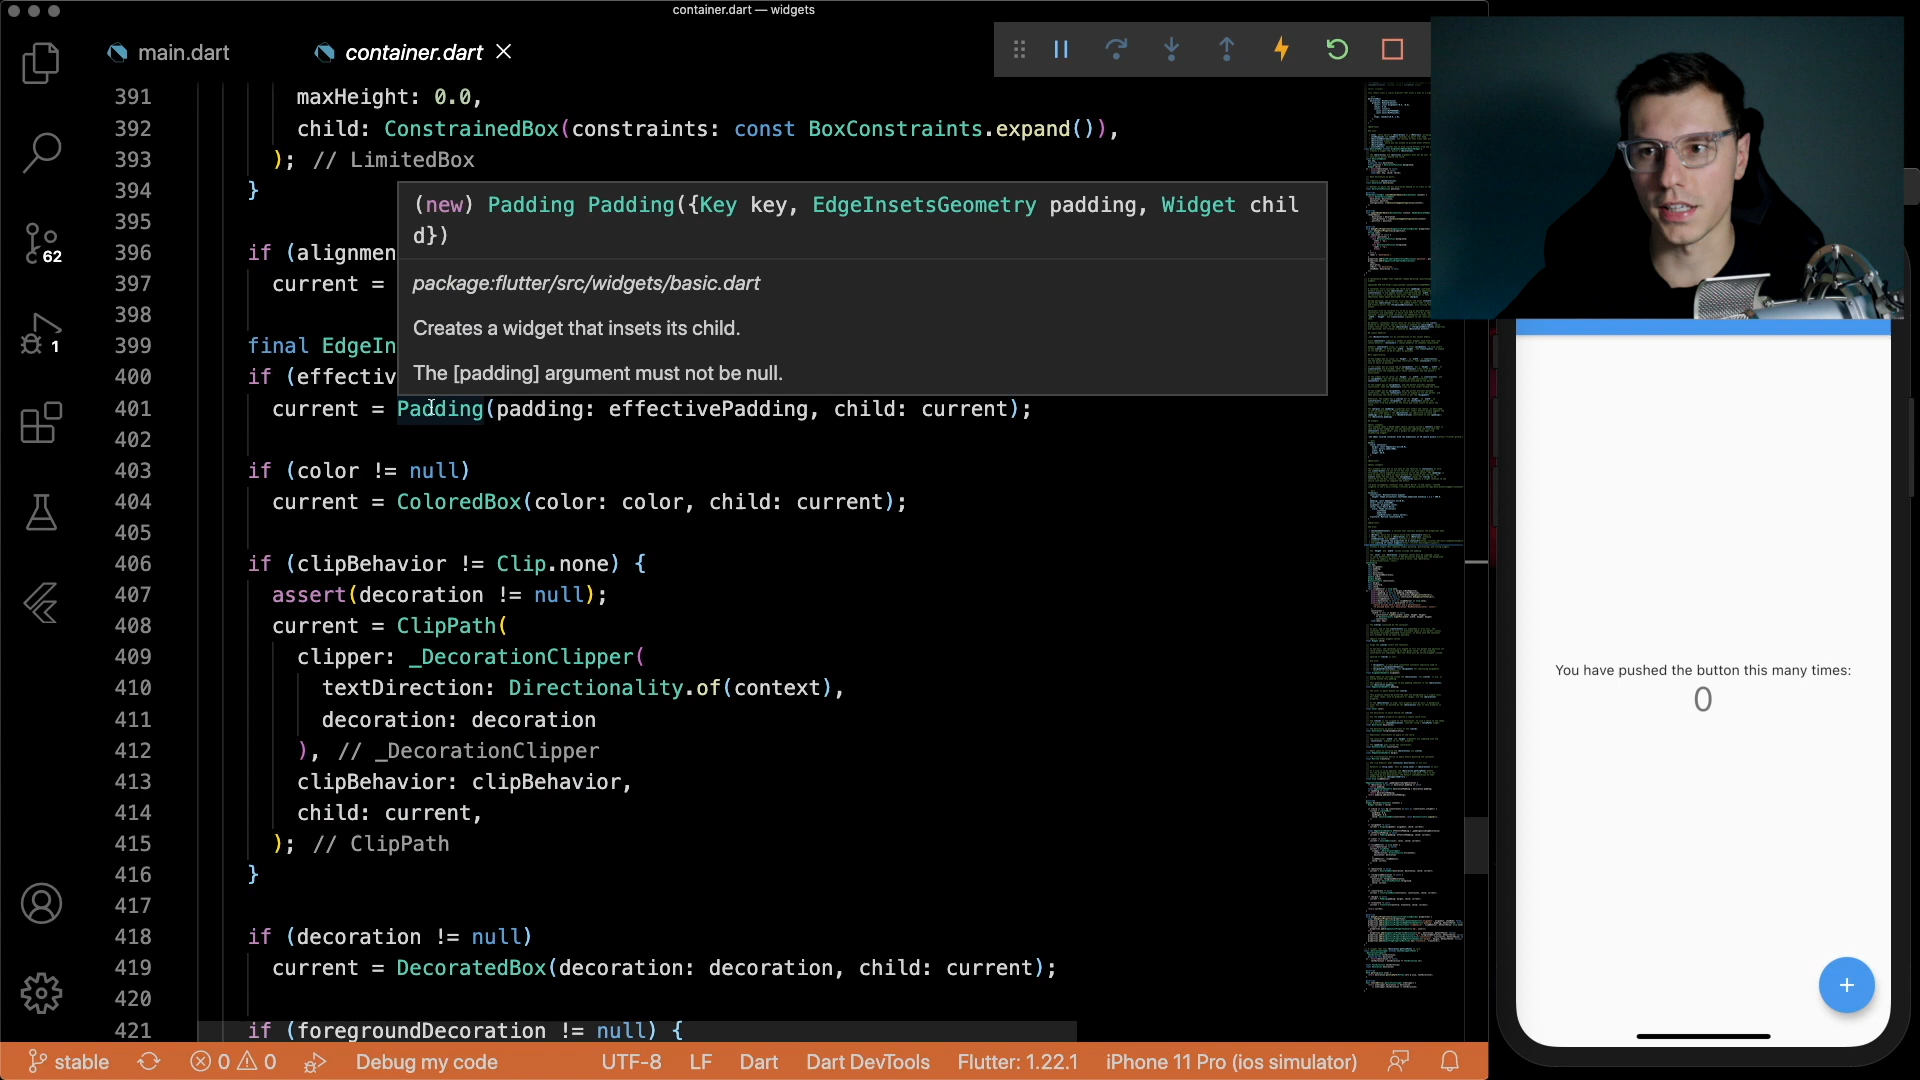 container.dart — widgets
main.dart
container.dart
391 maxHeight: 0.0,
392 child: ConstrainedBox(constraints: const BoxConstraints.expand()),
393 ); // LimitedBox
394 }
395
396 if (alignmen
397 current =
398
399 final EdgeIn
400 if (effectiv
(new) Padding Padding({Key key, EdgeInsetsGeometry padding, Widget chil
d})
package:flutter/src/widgets/basic.dart
Creates a widget that insets its child.
The [padding] argument must not be null.
401 current = Padding(padding: effectivePadding, child: current);
402
403 if (color != null)
404 current = ColoredBox(color: color, child: current);
405
406 if (clipBehavior != Clip.none) {
407 assert(decoration != null);
408 current = ClipPath(
409 clipper: _DecorationClipper(
410 textDirection: Directionality.of(context),
411 decoration: decoration
412 ), // _DecorationClipper
413 clipBehavior: clipBehavior,
414 child: current,
415 ); // ClipPath
416 }
417
418 if (decoration != null)
419 current = DecoratedBox(decoration: decoration, child: current);
420
421 if (foregroundDecoration != null) {
62
1
You have pushed the button this many times:
0
+
stable 0 0 Debug my code UTF-8 LF Dart Dart DevTools Flutter: 1.22.1 iPhone 11 Pro (ios simulator)